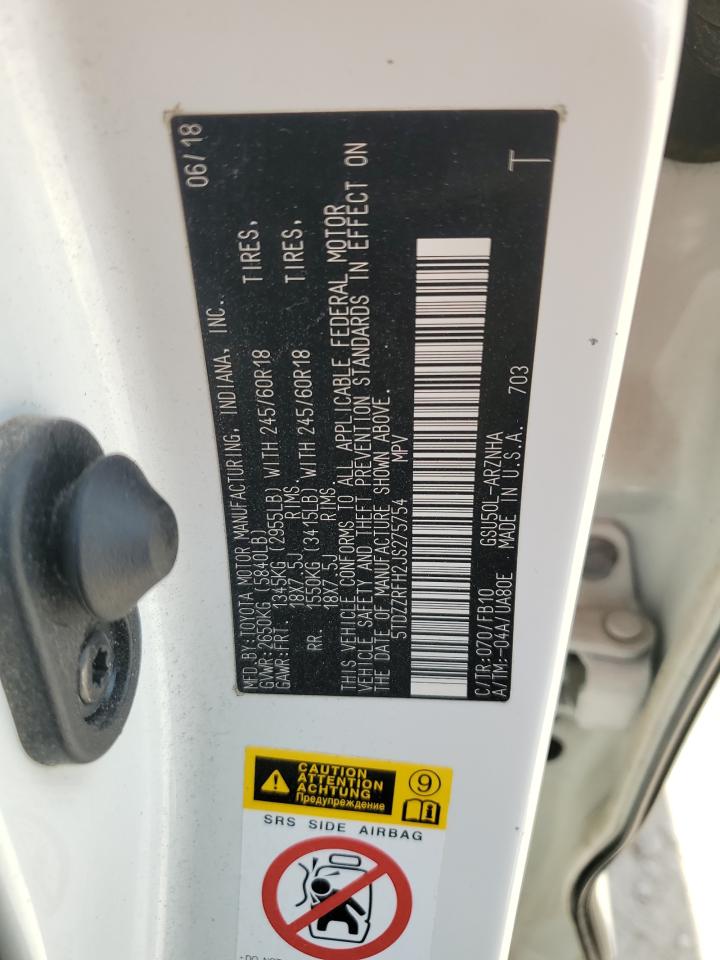 MFD.BY:TOYOTA MOTOR MANUFACTURING, INDIANA, INC. 06/18
GVWR:2650KG (5840LB)
GAWR:FRT. 1345KG (2955LB) WITH 245/60R18 TIRES,
18X7.5J RIMS.
RR. 1550KG (3415LB) WITH 245/60R18 TIRES,
18X7.5J RIMS.
THIS VEHICLE CONFORMS TO ALL APPLICABLE FEDERAL MOTOR
VEHICLE SAFETY AND THEFT PREVENTION STANDARDS IN EFFECT ON
THE DATE OF MANUFACTURE SHOWN ABOVE.
5TDZZRFH2JS275754 MPV
C/TR:070/FB10 GSU50L-ARZNHA
A/TM:-04A/UA80E MADE IN U.S.A. 703
T
CAUTION
ATTENTION
ACHTUNG
Предупреждение
9
SRS SIDE AIRBAG